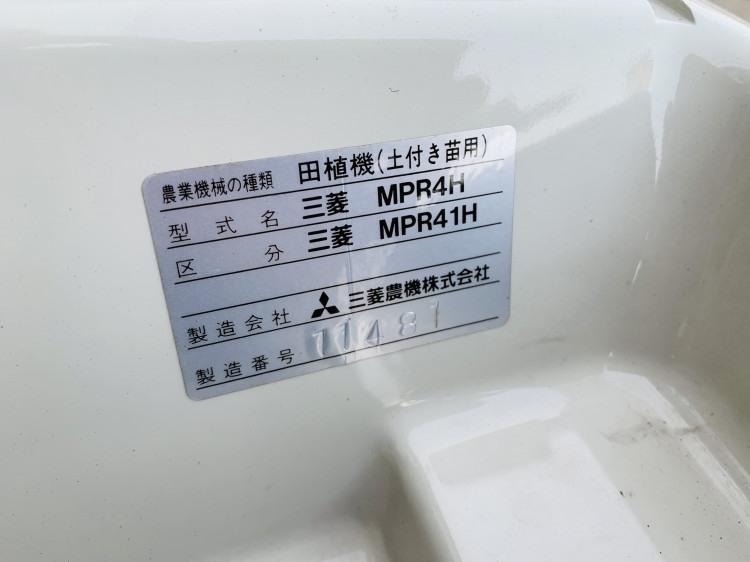 農業機械の種類 田植機(土付き苗用)
型式名 三菱 MPR4H
区分 三菱 MPR41H
製造会社 三菱農機株式会社
製造番号 11481